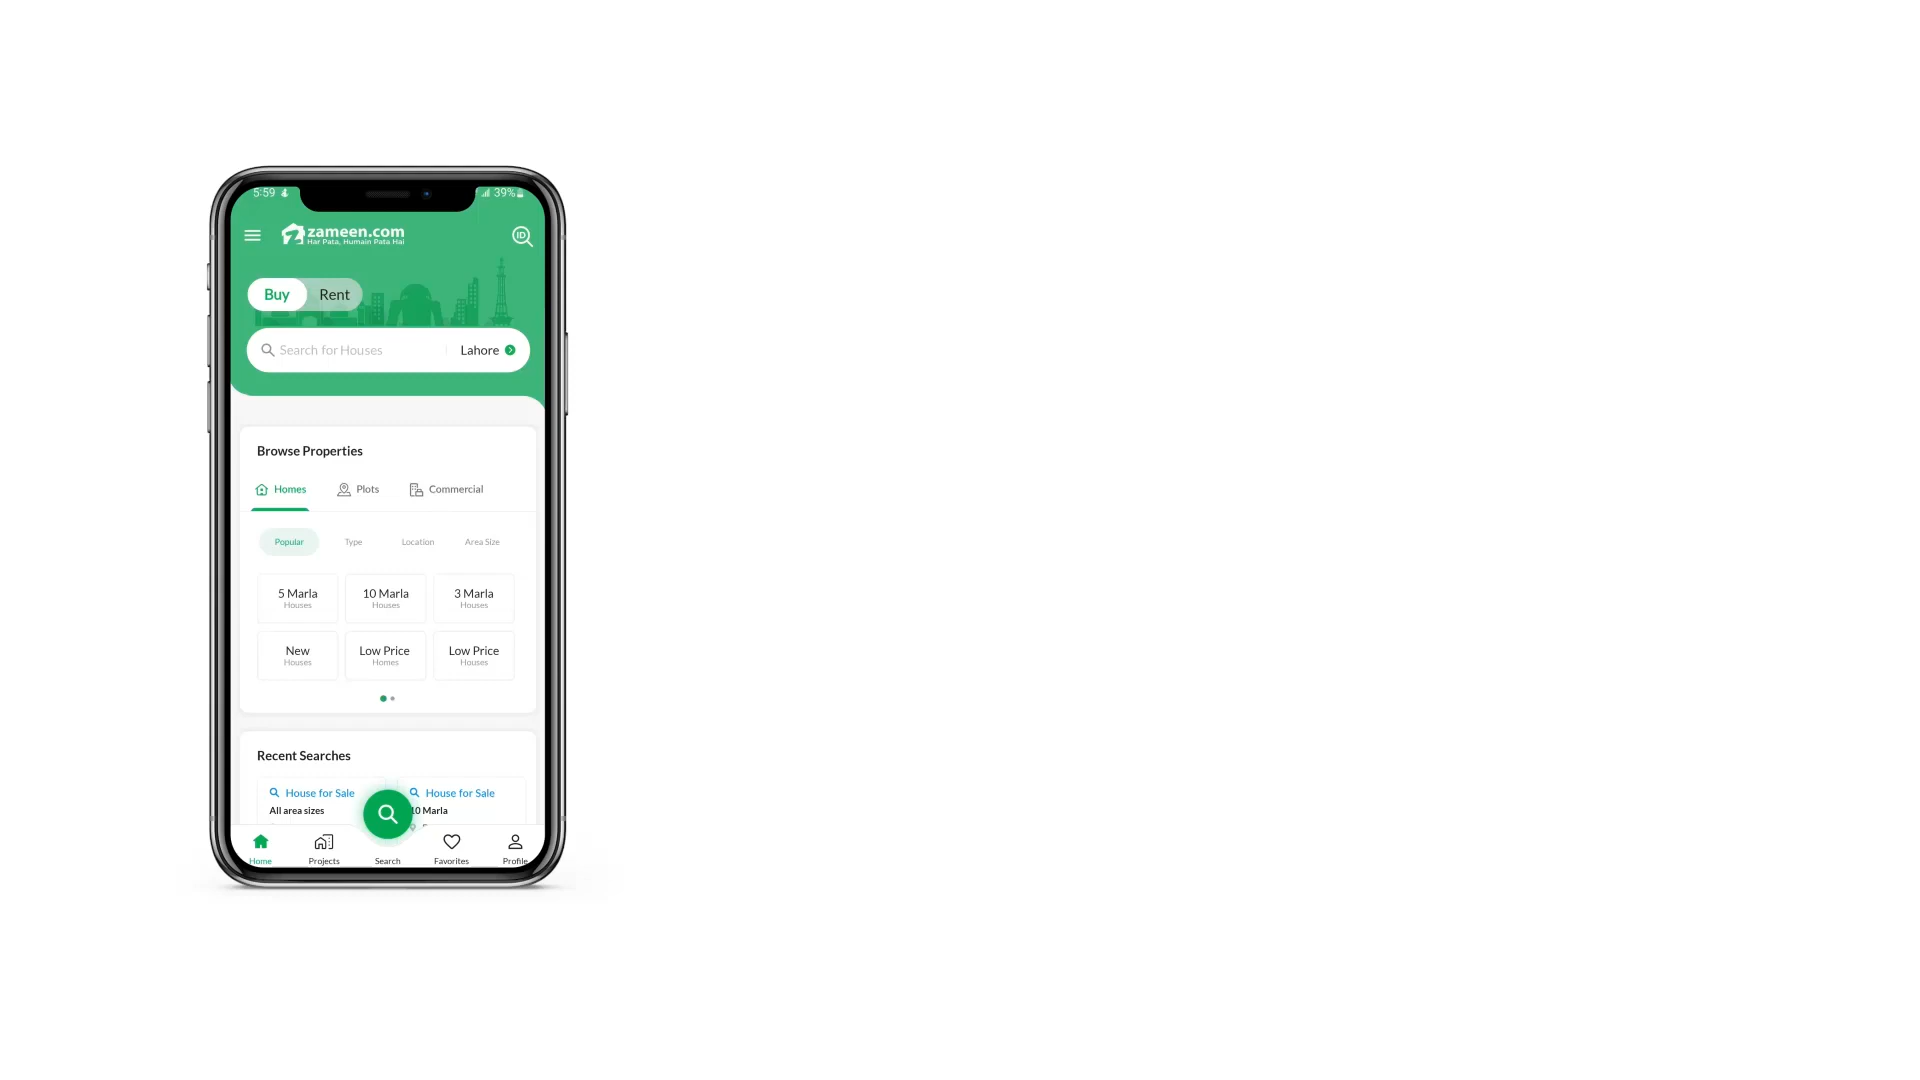 5:59 39%
zameen.com
Har Pata, Humain Pata Hai
ID
Buy Rent
Search for Houses Lahore
Browse Properties
Homes Plots Commercial
Popular Type Location Area Size
5 Marla 10 Marla 3 Marla
Houses Houses Houses
New Low Price Low Price
Houses Homes Houses
Recent Searches
House for Sale House for Sale
All area sizes 10 Marla
Home Projects Search Favorites Profile